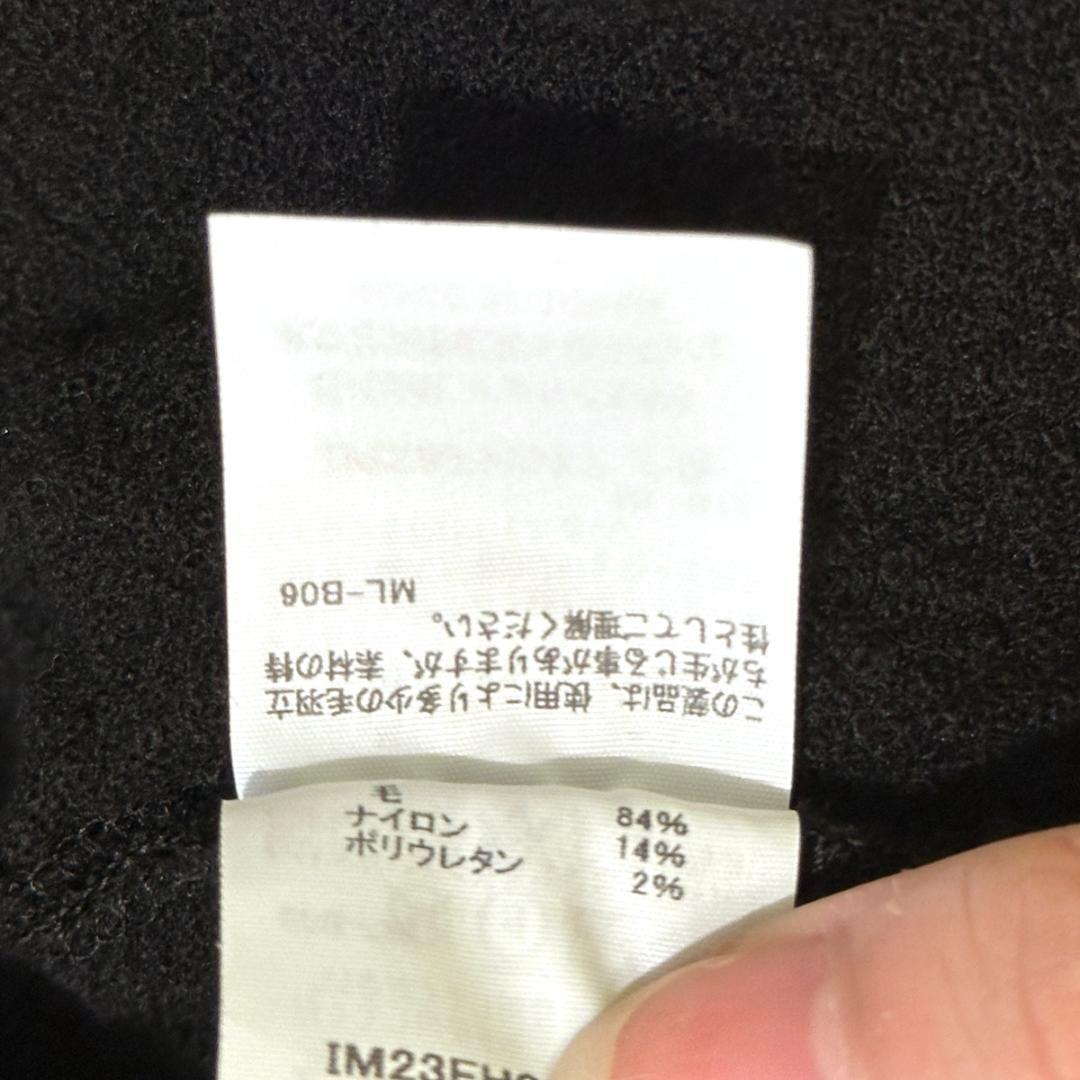 この製品は、使用により多少の毛羽立
ちが生じる事がありますが、素材の特
性としてご理解ください。
ML-B06
毛 84%
ナイロン 14%
ポリウレタン 2%